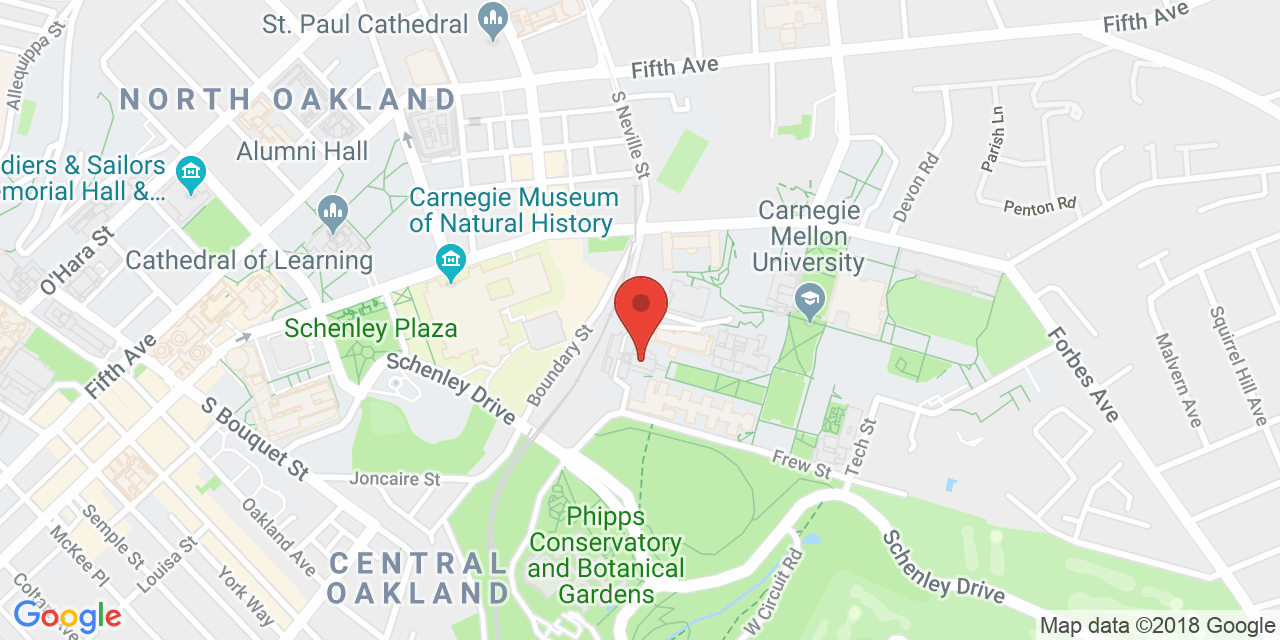 St. Paul Cathedral
Fifth Ave
Fifth Ave
Allequippa St
NORTH OAKLAND
S Neville St
Alumni Hall
Parish Ln
diers & Sailors
emorial Hall &...
Devon Rd
Carnegie Museum
of Natural History
Carnegie
Mellon
University
Penton Rd
O'Hara St
Cathedral of Learning
Schenley Plaza
Fifth Ave
Schenley Drive
Boundary St
Forbes Ave
Squirrel Hill Ave
Malvern Ave
S Bouquet St
Tech St
Frew St
Joncaire St
Semple St
Oakland Ave
McKee Pl
Louisa St
York Way
Phipps
Conservatory
and Botanical
Gardens
CENTRAL
OAKLAND
W Circuit Rd
Schenley Drive
Coltart Ave
Google
Map data ©2018 Google